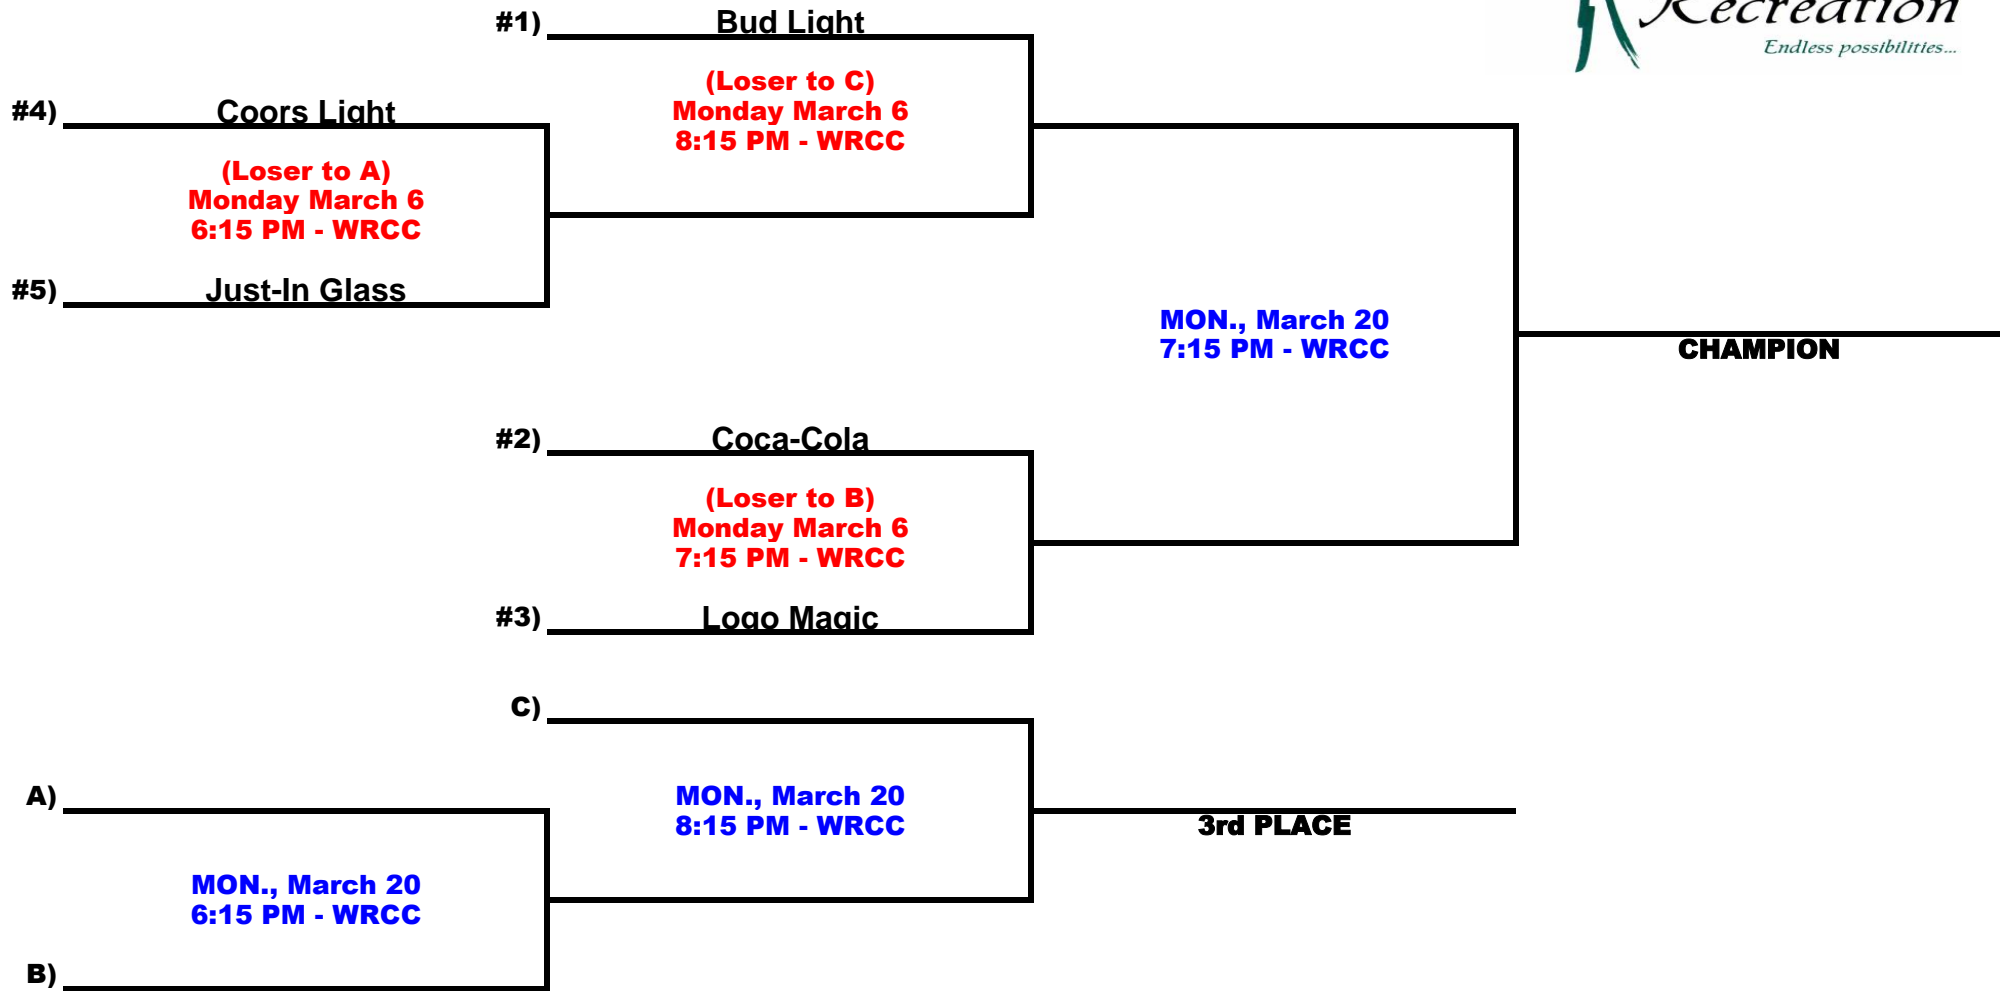 Recreation
Endless possibilities...
#1) Bud Light
(Loser to C)
Monday March 6
8:15 PM - WRCC
#4) Coors Light
(Loser to A)
Monday March 6
6:15 PM - WRCC
#5) Just-In Glass
MON., March 20
7:15 PM - WRCC
CHAMPION
#2) Coca-Cola
(Loser to B)
Monday March 6
7:15 PM - WRCC
#3) Logo Magic
C)
A)
MON., March 20
8:15 PM - WRCC
3rd PLACE
MON., March 20
6:15 PM - WRCC
B)